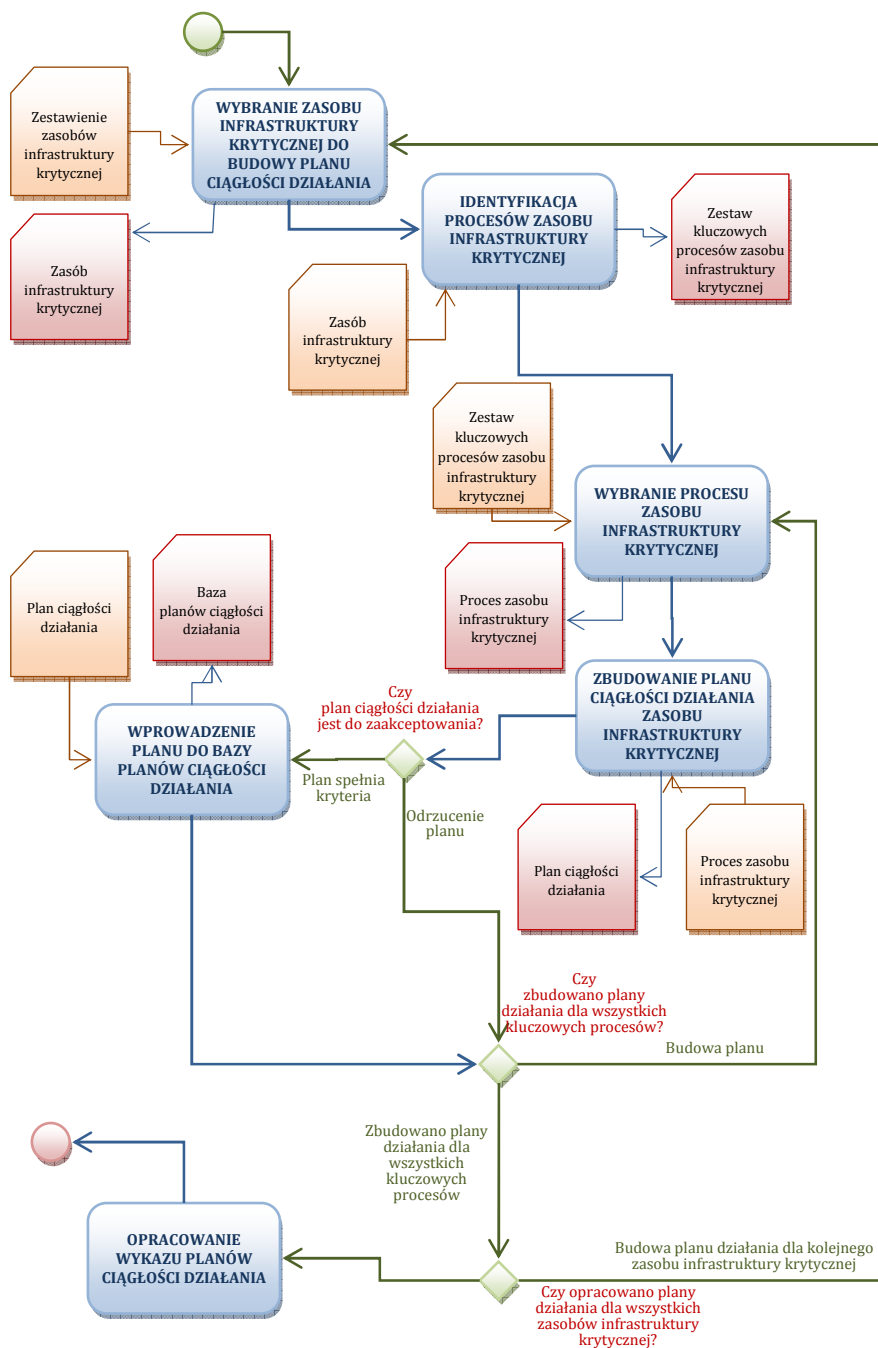 WYBRANIE ZASOBU
INFRASTRUKTURY
KRYTYCZNEJ DO
BUDOWY PLANU
CIĄGŁOŚCI DZIAŁANIA
Zestawienie
zasobów
infrastruktury
krytycznej
IDENTYFIKACJA
PROCESÓW ZASOBU
INFRASTRUKTURY
KRYTYCZNEJ
Zestaw
kluczowych
procesów zasobu
infrastruktury
krytycznej
Zasób
infrastruktury
krytycznej
Zasób
infrastruktury
krytycznej
Zestaw
kluczowych
procesów zasobu
infrastruktury
krytycznej
WYBRANIE PROCESU
ZASOBU
INFRASTRUKTURY
KRYTYCZNEJ
Plan ciągłości
działania
Baza
planów ciągłości
działania
Proces zasobu
infrastruktury
krytycznej
ZBUDOWANIE PLANU
CIĄGŁOŚCI DZIAŁANIA
ZASOBU
INFRASTRUKTURY
KRYTYCZNEJ
Czy
plan ciągłości działania
jest do zaakceptowania?
WPROWADZENIE
PLANU DO BAZY
PLANÓW CIĄGŁOŚCI
DZIAŁANIA
Plan spełnia
kryteria
Odrzucenie
planu
Plan ciągłości
działania
Proces zasobu
infrastruktury
krytycznej
Czy
zbudowano plany
działania dla wszystkich
kluczowych procesów?
Budowa planu
Zbudowano plany
działania dla
wszystkich
kluczowych
procesów
OPRACOWANIE
WYKAZU PLANÓW
CIĄGŁOŚCI DZIAŁANIA
Budowa planu działania dla kolejnego
zasobu infrastruktury krytycznej
Czy opracowano plany
działania dla wszystkich
zasobów infrastruktury
krytycznej?